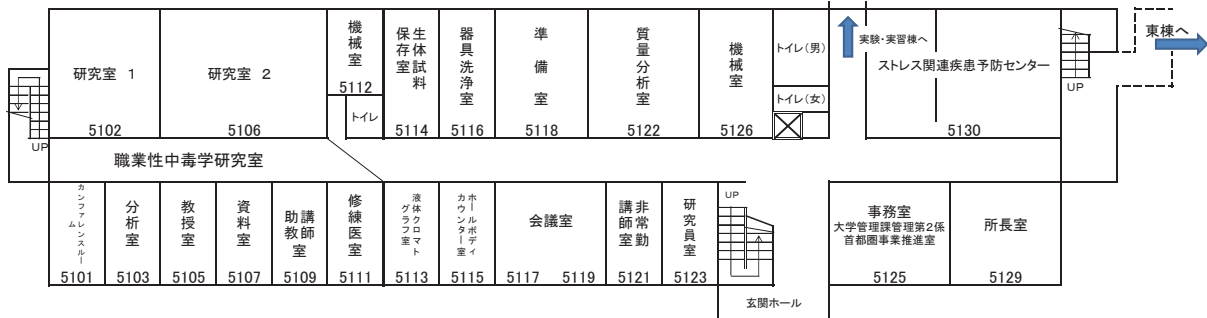 研究室 1
5102
研究室 2
5106
機械室
5112
トイレ
生体試料
保存室
5114
器具洗浄室
5116
準備室
5118
質量分析室
5122
機械室
5126
トイレ(男)
トイレ(女)
実験・実習棟へ
ストレス関連疾患予防センター
5130
UP
東棟へ
UP
職業性中毒学研究室
カンファレンスルーム
5101
分析室
5103
教授室
5105
資料室
5107
講師室
助教
5109
修練医室
5111
液体クロマト
グラフ室
5113
ホールボディ
カウンター室
5115
会議室
5117
5119
非常勤
講師室
5121
研究員室
5123
UP
玄関ホール
事務室
大学管理課管理第2係
首都圏事業推進室
5125
所長室
5129